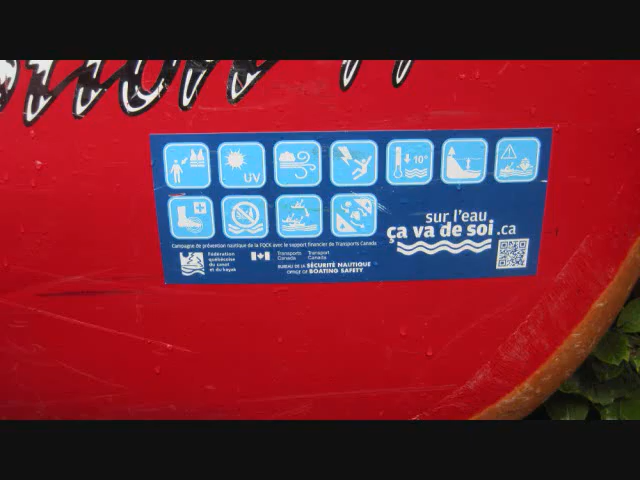 UV
10°
sur l'eau
ça va de soi.ca
Campagne de prévention nautique de la FQCK avec le support financier de Transports Canada
Fédération
québécoise
du canot
et du kayak
Transports
Canada
Transport
Canada
BUREAU DE LA SÉCURITÉ NAUTIQUE
OFFICE OF BOATING SAFETY